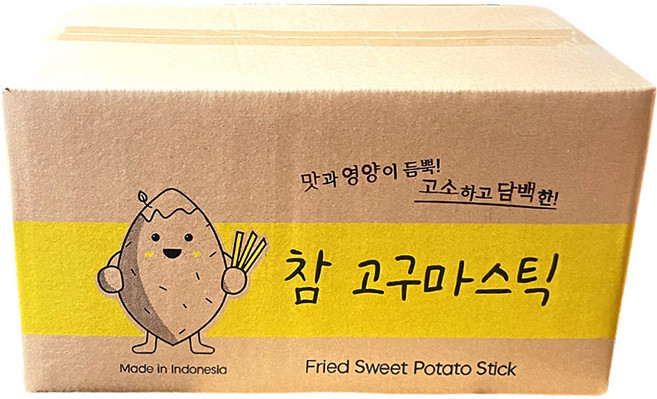 맛과 영양이 듬뿍!
고소하고 담백한!
참 고구마스틱
Made in Indonesia
Fried Sweet Potato Stick